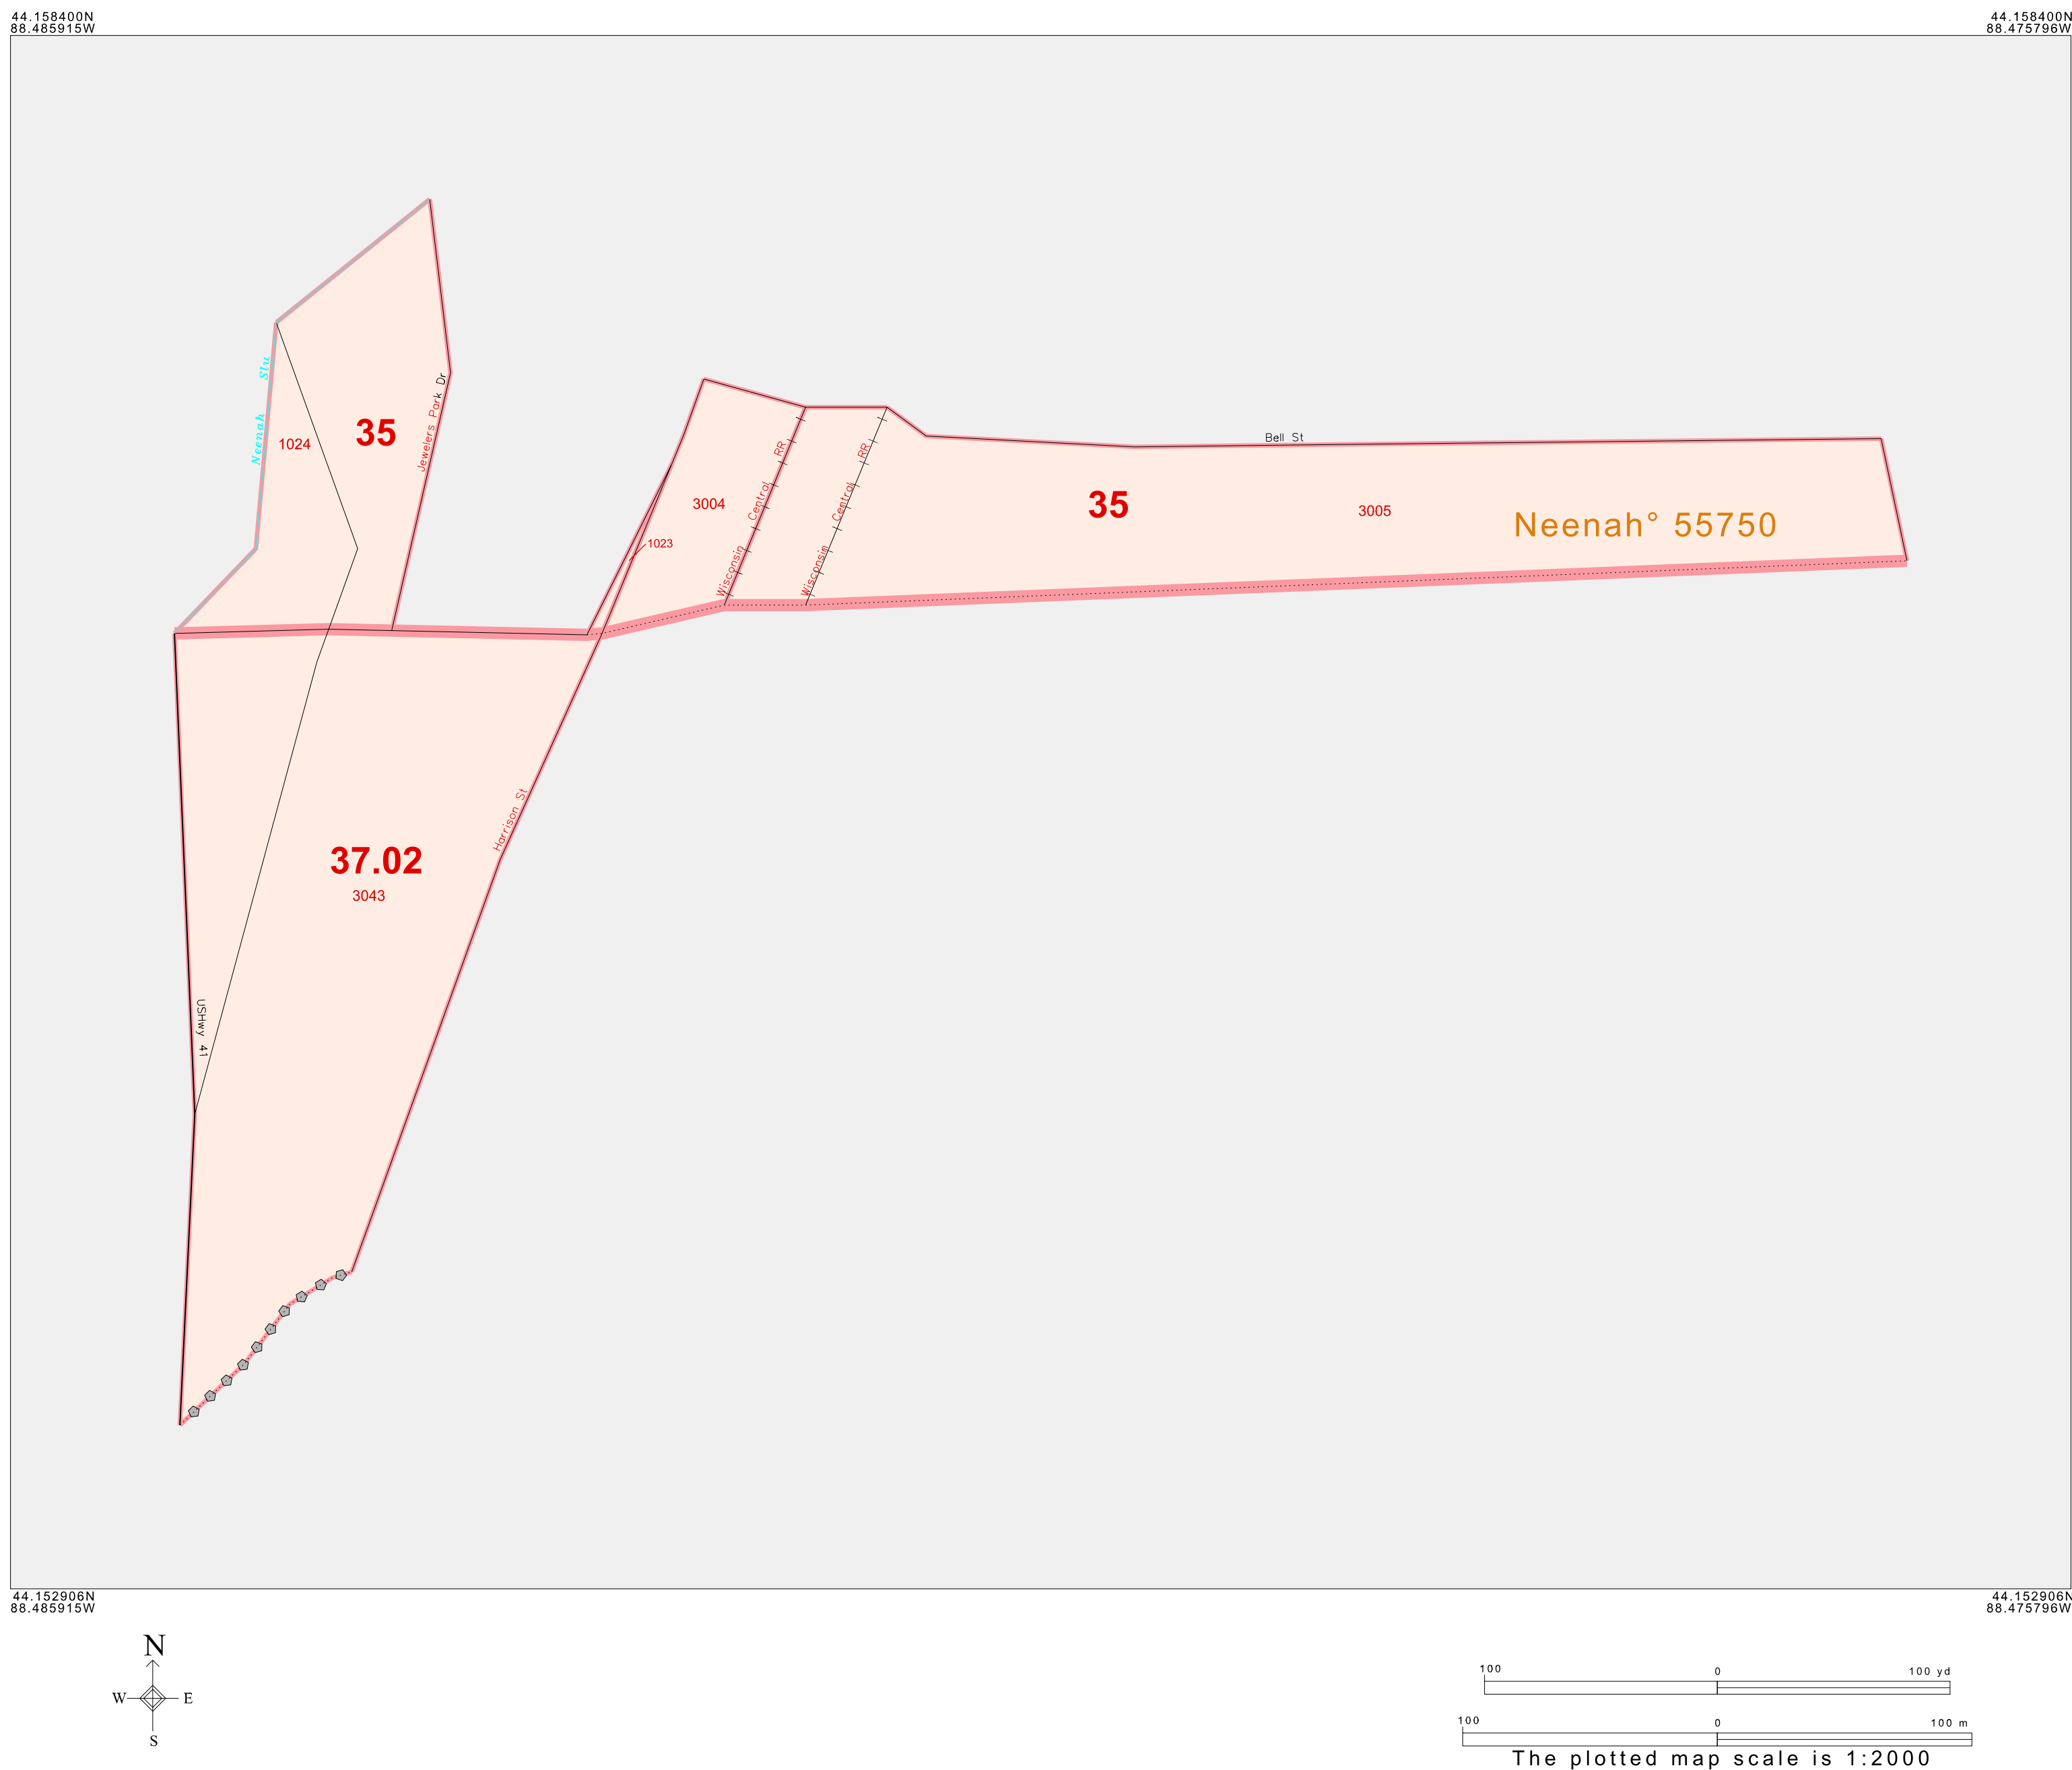 44.158400N
88.485915W
44.158400N
88.475796W
Neenah Slu
1024
35
Jewelers Park Dr
3004
1023
Wisconsin Central RR
Wisconsin Central RR
Bell St
35
3005
Neenah° 55750
Harrison St
37.02
3043
USHwy 41
44.152906N
88.485915W
44.152906N
88.475796W
N
W
E
S
100 0 100 yd
100 0 100 m
The plotted map scale is 1:2000